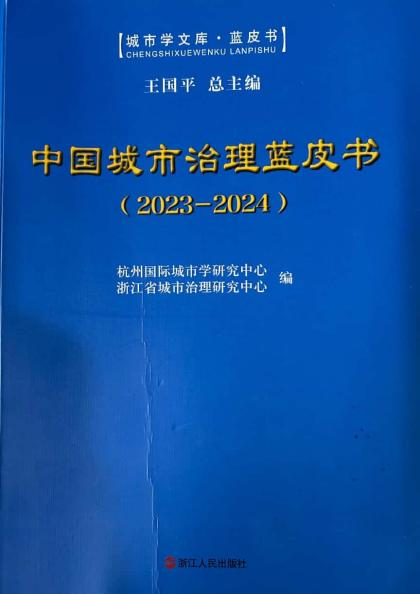 【城市学文库·蓝皮书】
CHENGSHIXUEWENKU LANPISHU
王国平 总主编
中国城市治理蓝皮书
（2023-2024）
杭州国际城市学研究中心
浙江省城市治理研究中心 编
浙江人民出版社